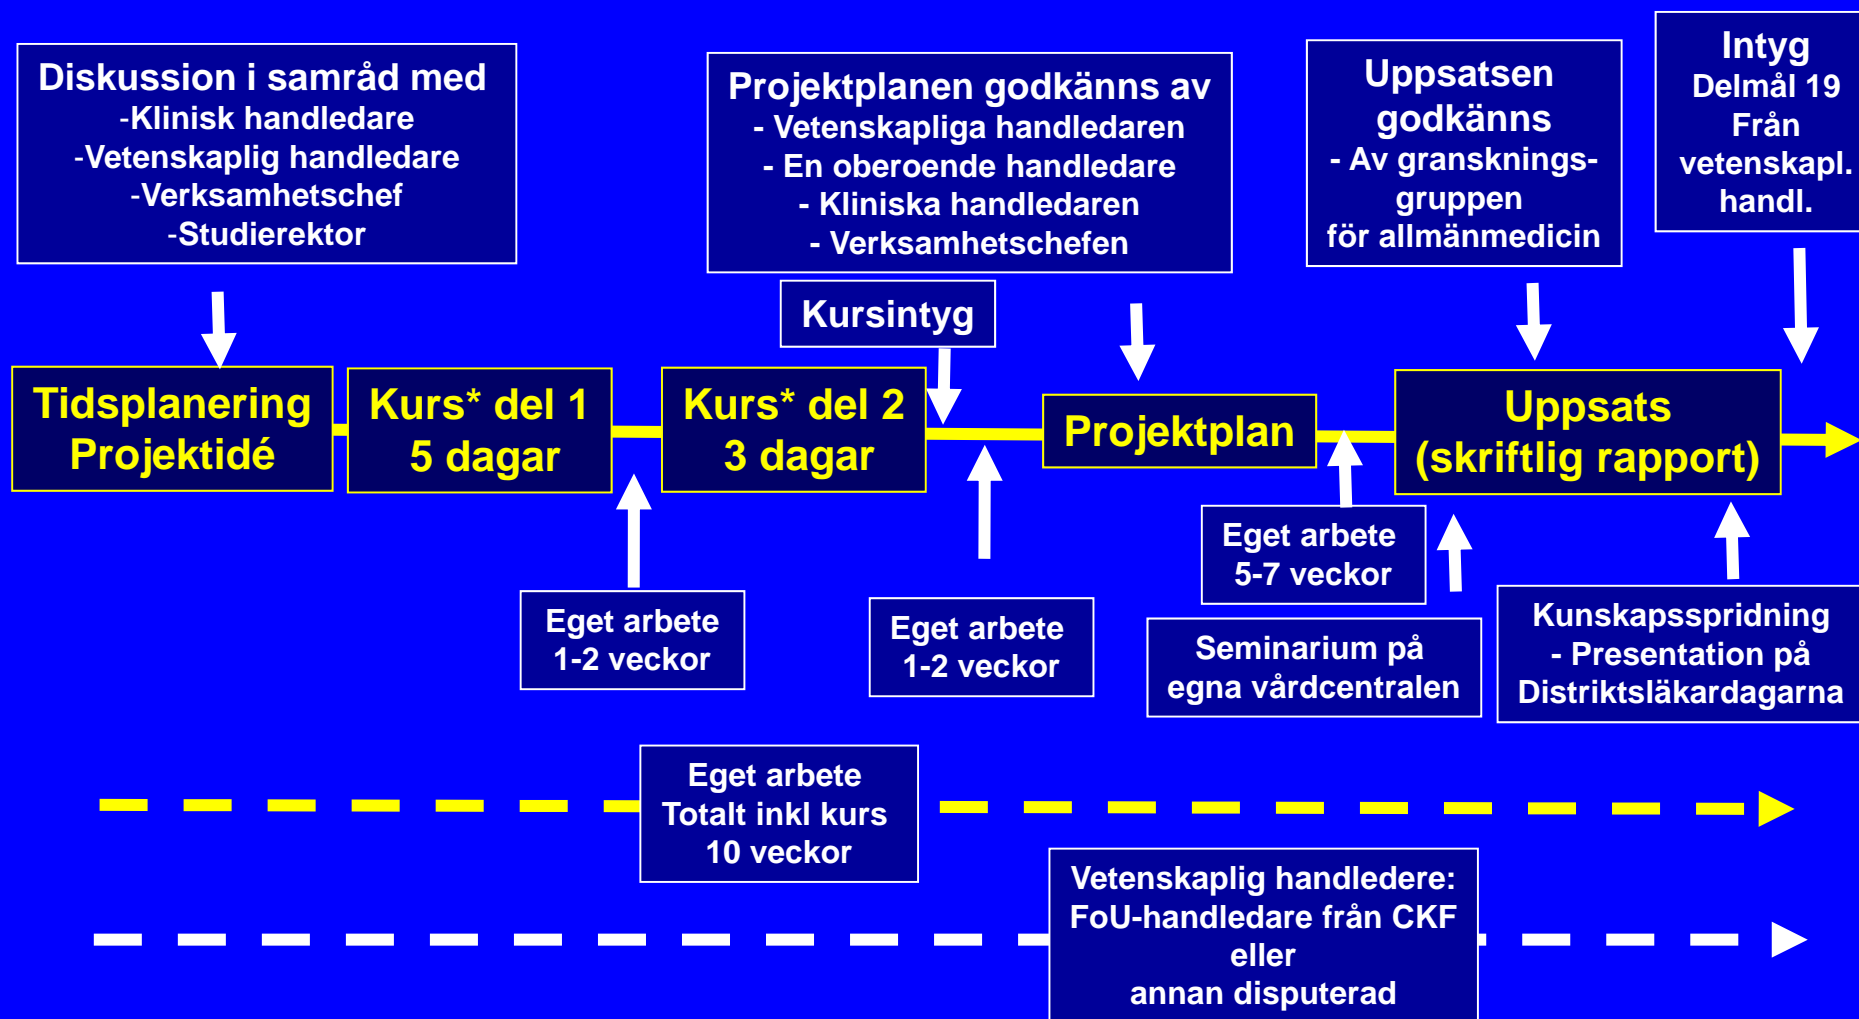 Diskussion i samråd med
-Klinisk handledare
-Vetenskaplig handledare
-Verksamhetschef
-Studierektor
Projektplanen godkänns av
- Vetenskapliga handledaren
- En oberoende handledare
- Kliniska handledaren
- Verksamhetschefen
Uppsatsen
godkänns
- Av gransknings-
gruppen
för allmänmedicin
Intyg
Delmål 19
Från
vetenskapl.
handl.
Kursintyg
Tidsplanering
Projektidé
Kurs* del 1
5 dagar
Kurs* del 2
3 dagar
Projektplan
Uppsats
(skriftlig rapport)
Eget arbete
1-2 veckor
Eget arbete
1-2 veckor
Eget arbete
5-7 veckor
Seminarium på
egna vårdcentralen
Kunskapsspridning
- Presentation på
Distriktsläkardagarna
Eget arbete
Totalt inkl kurs
10 veckor
Vetenskaplig handledere:
FoU-handledare från CKF
eller
annan disputerad